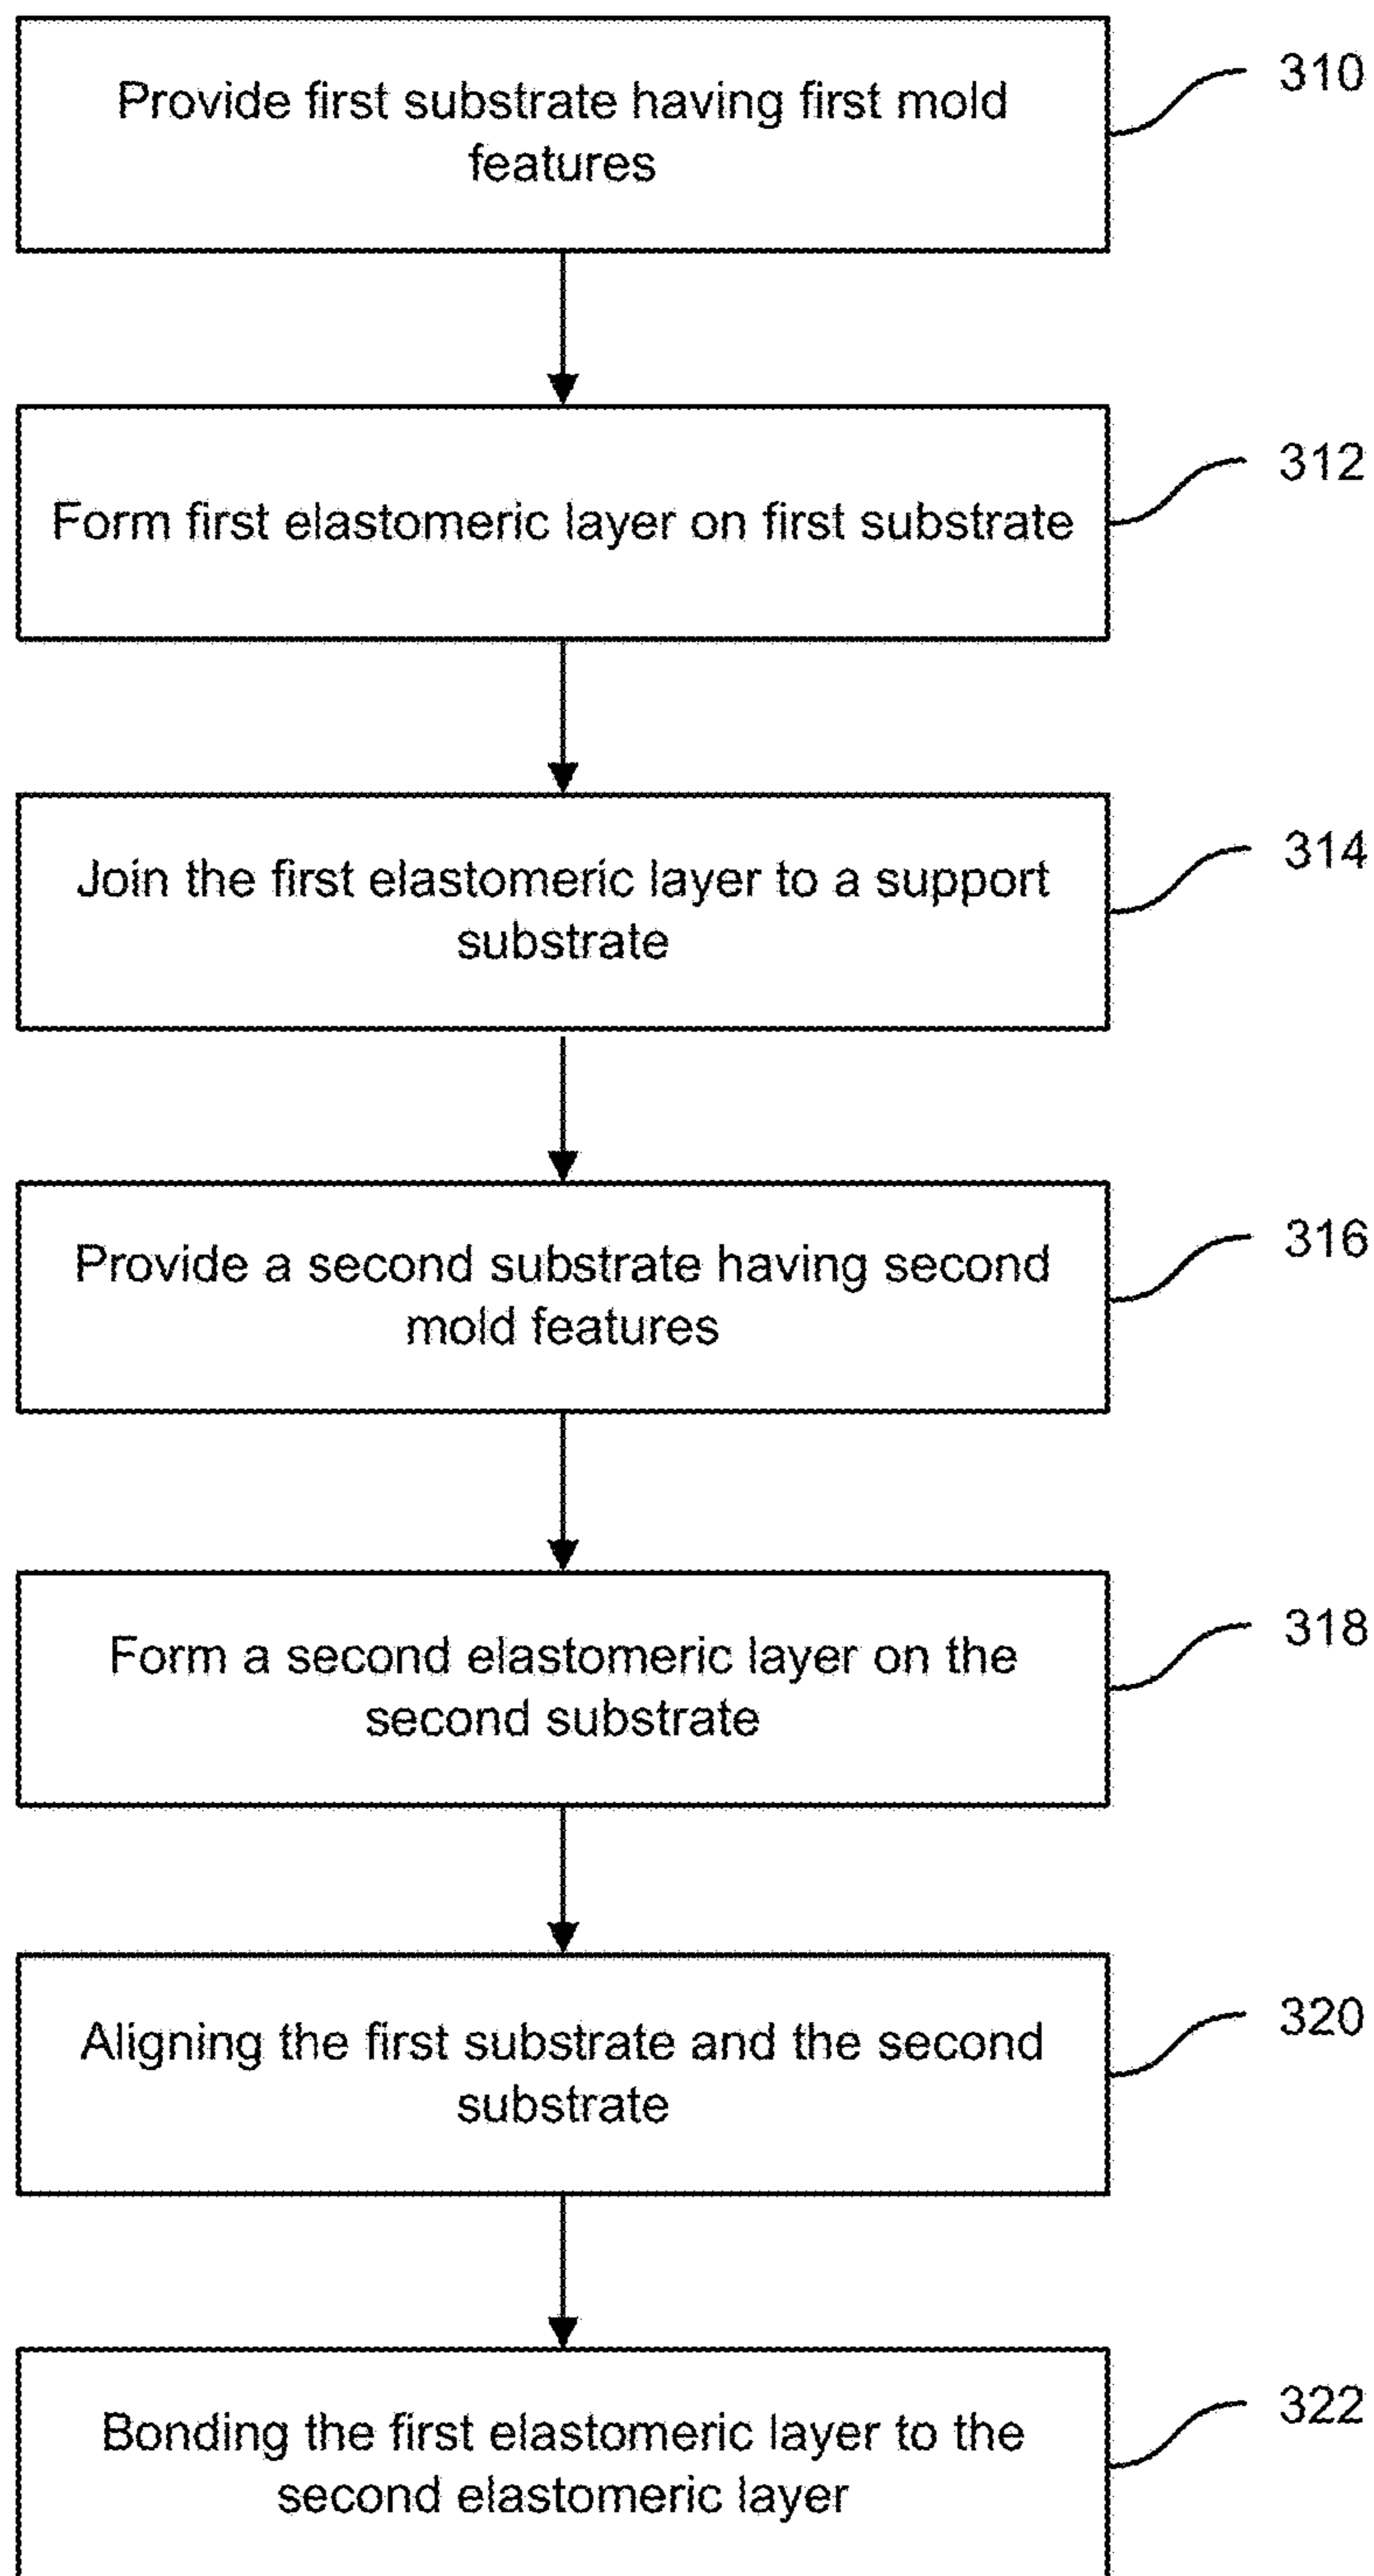 Provide first substrate having first mold
features
310
Form first elastomeric layer on first substrate
312
Join the first elastomeric layer to a support
substrate
314
Provide a second substrate having second
mold features
316
Form a second elastomeric layer on the
second substrate
318
Aligning the first substrate and the second
substrate
320
Bonding the first elastomeric layer to the
second elastomeric layer
322